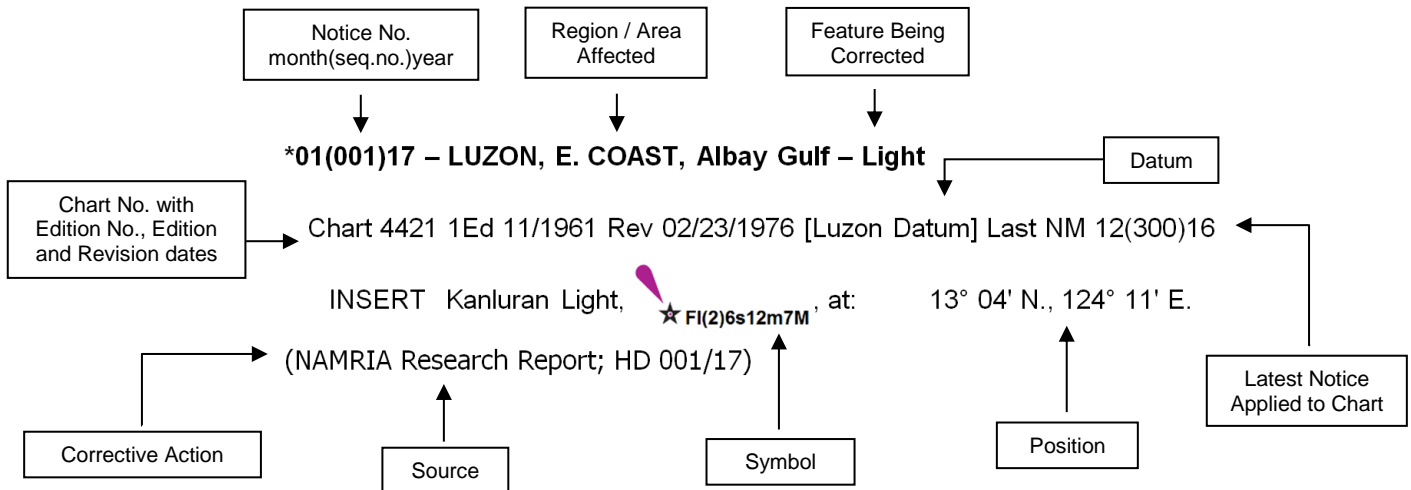 Notice No.
month(seq.no.)year
Region / Area
Affected
Feature Being
Corrected
*01(001)17 – LUZON, E. COAST, Albay Gulf – Light
Datum
Chart No. with
Edition No., Edition
and Revision dates
Chart 4421 1Ed 11/1961 Rev 02/23/1976 [Luzon Datum] Last NM 12(300)16
INSERT Kanluran Light, Fl(2)6s12m7M , at: 13° 04' N., 124° 11' E.
(NAMRIA Research Report; HD 001/17)
Latest Notice
Applied to Chart
Corrective Action
Source
Symbol
Position